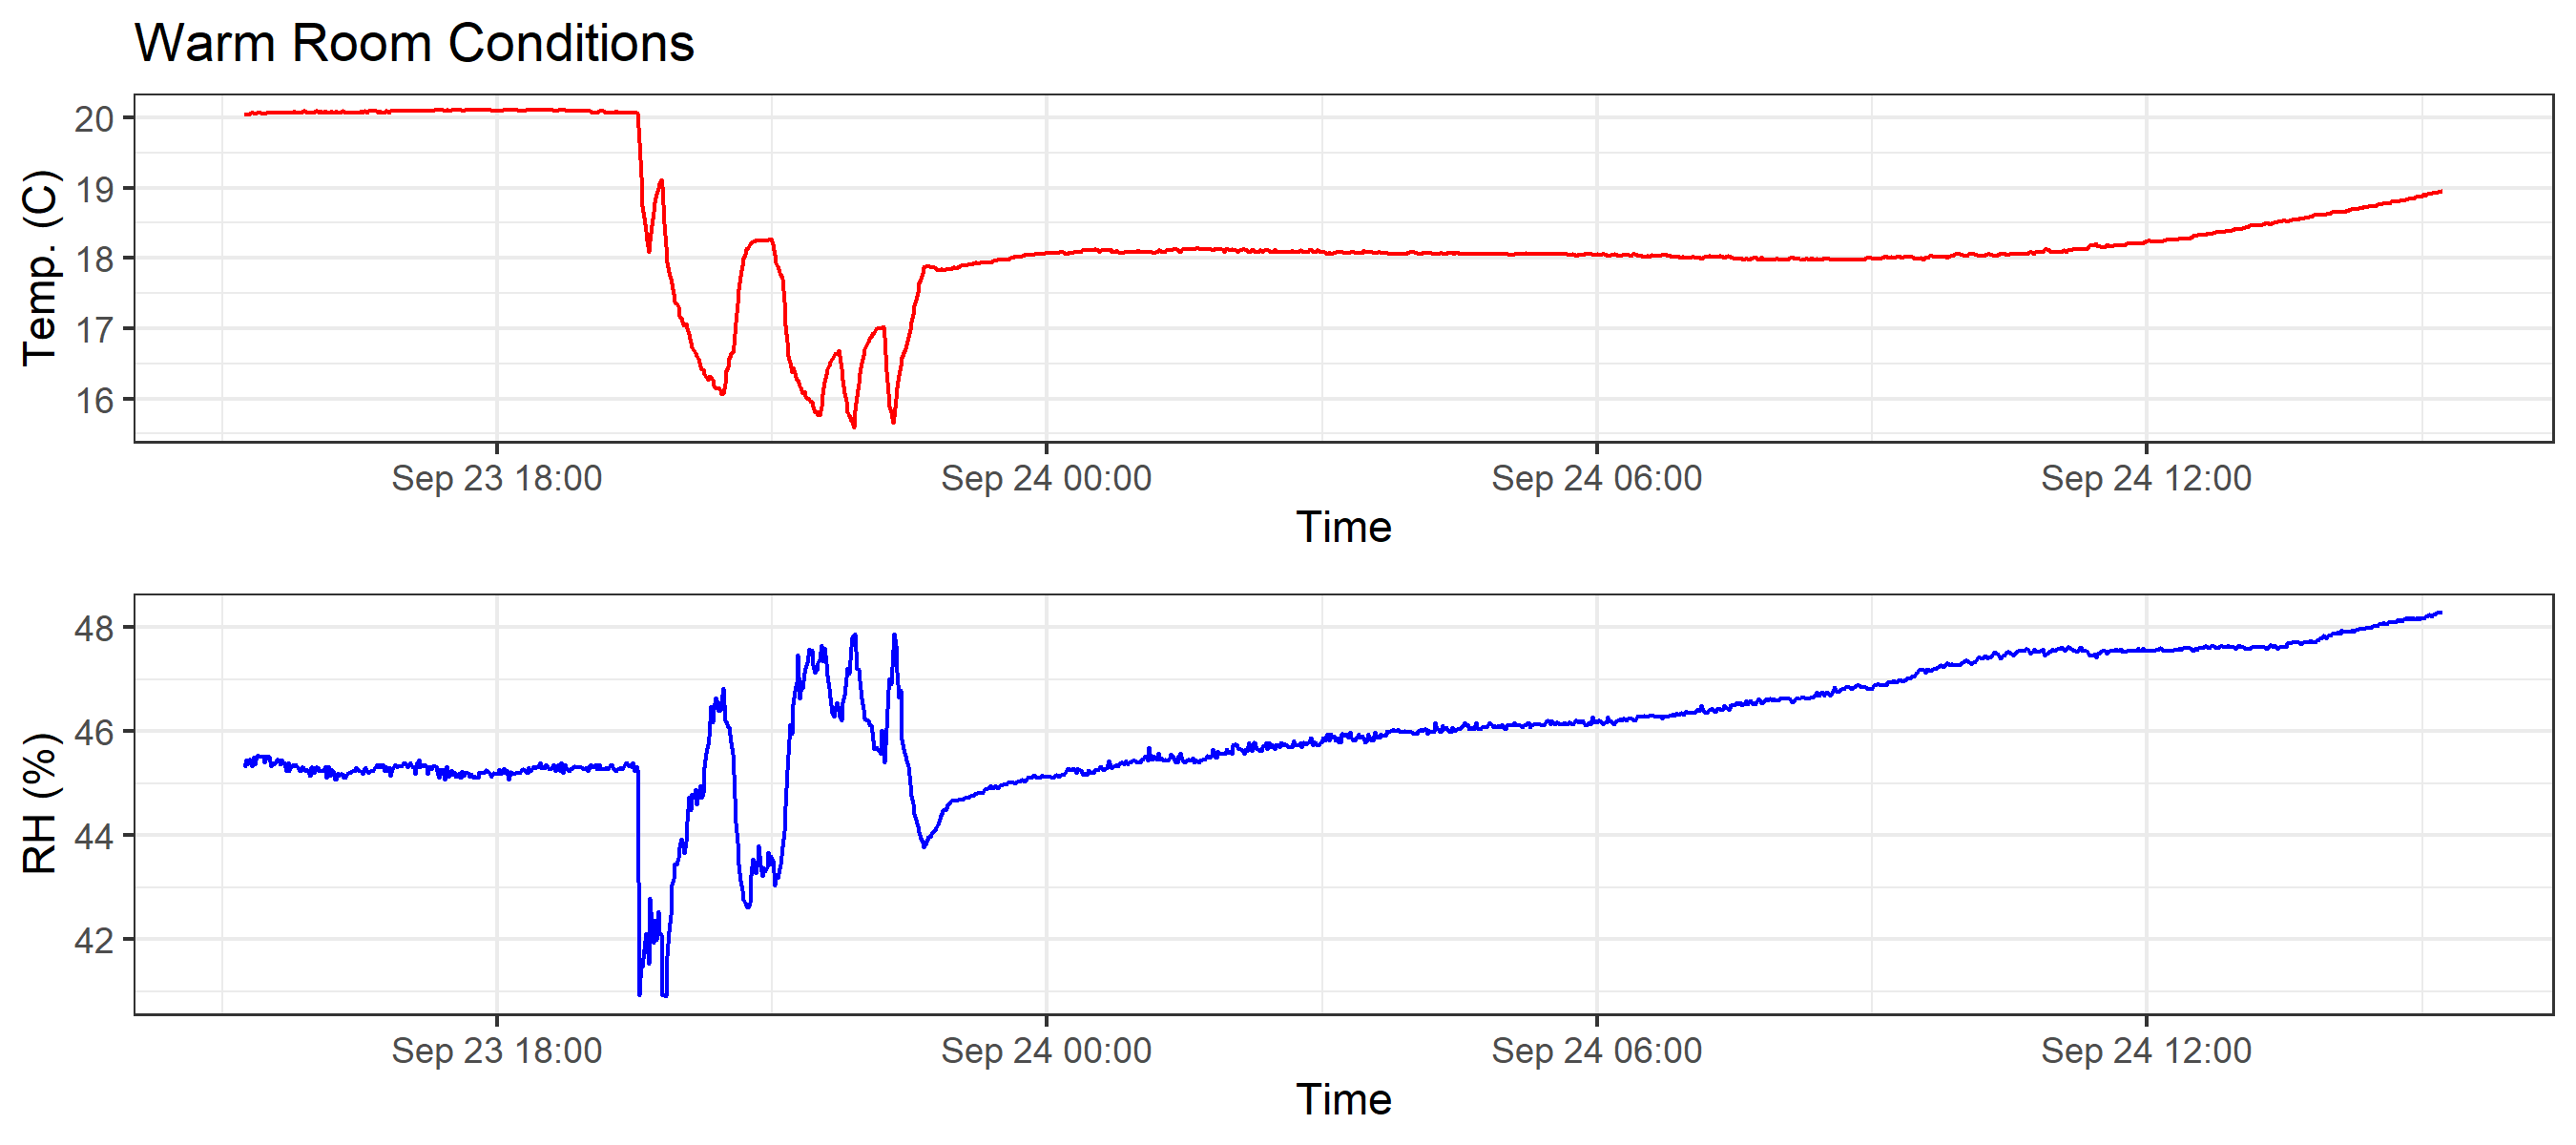 Warm Room Conditions
Temp. (C)
20
19
18
17
16
Sep 23 18:00 Sep 24 00:00 Sep 24 06:00 Sep 24 12:00
Time
RH (%)
48
46
44
42
Sep 23 18:00 Sep 24 00:00 Sep 24 06:00 Sep 24 12:00
Time